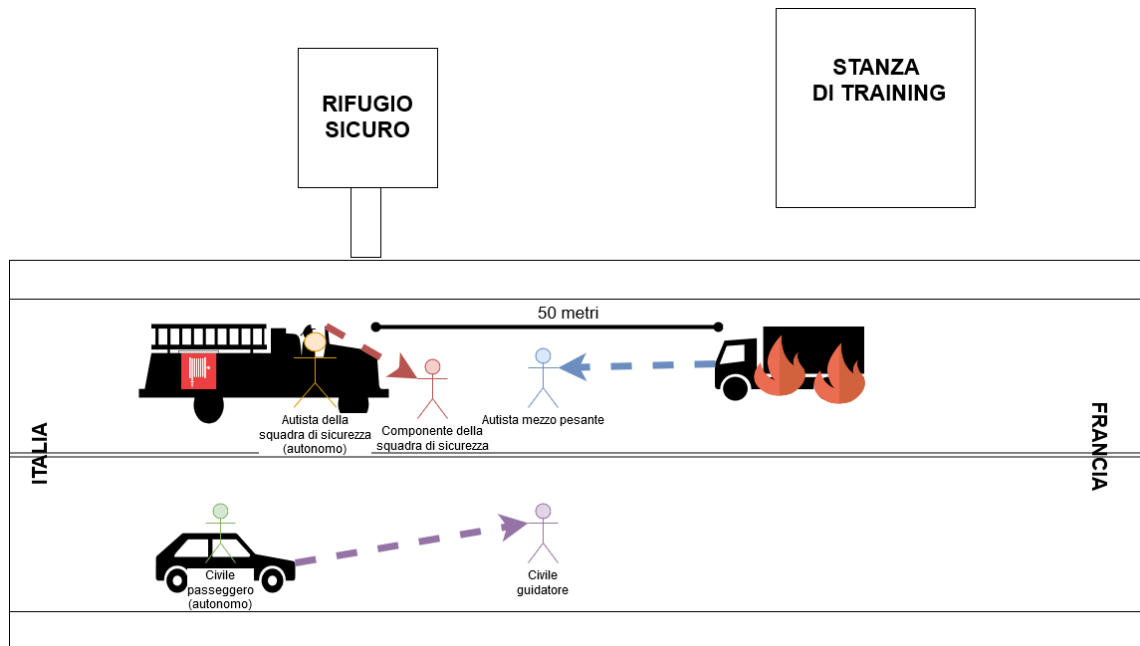 RIFUGIO
SICURO
STANZA
DI TRAINING
50 metri
Autista della
squadra di sicurezza
(autonomo)
Componente della
squadra di sicurezza
Autista mezzo pesante
ITALIA
FRANCIA
Civile
passeggero
(autonomo)
Civile
guidatore